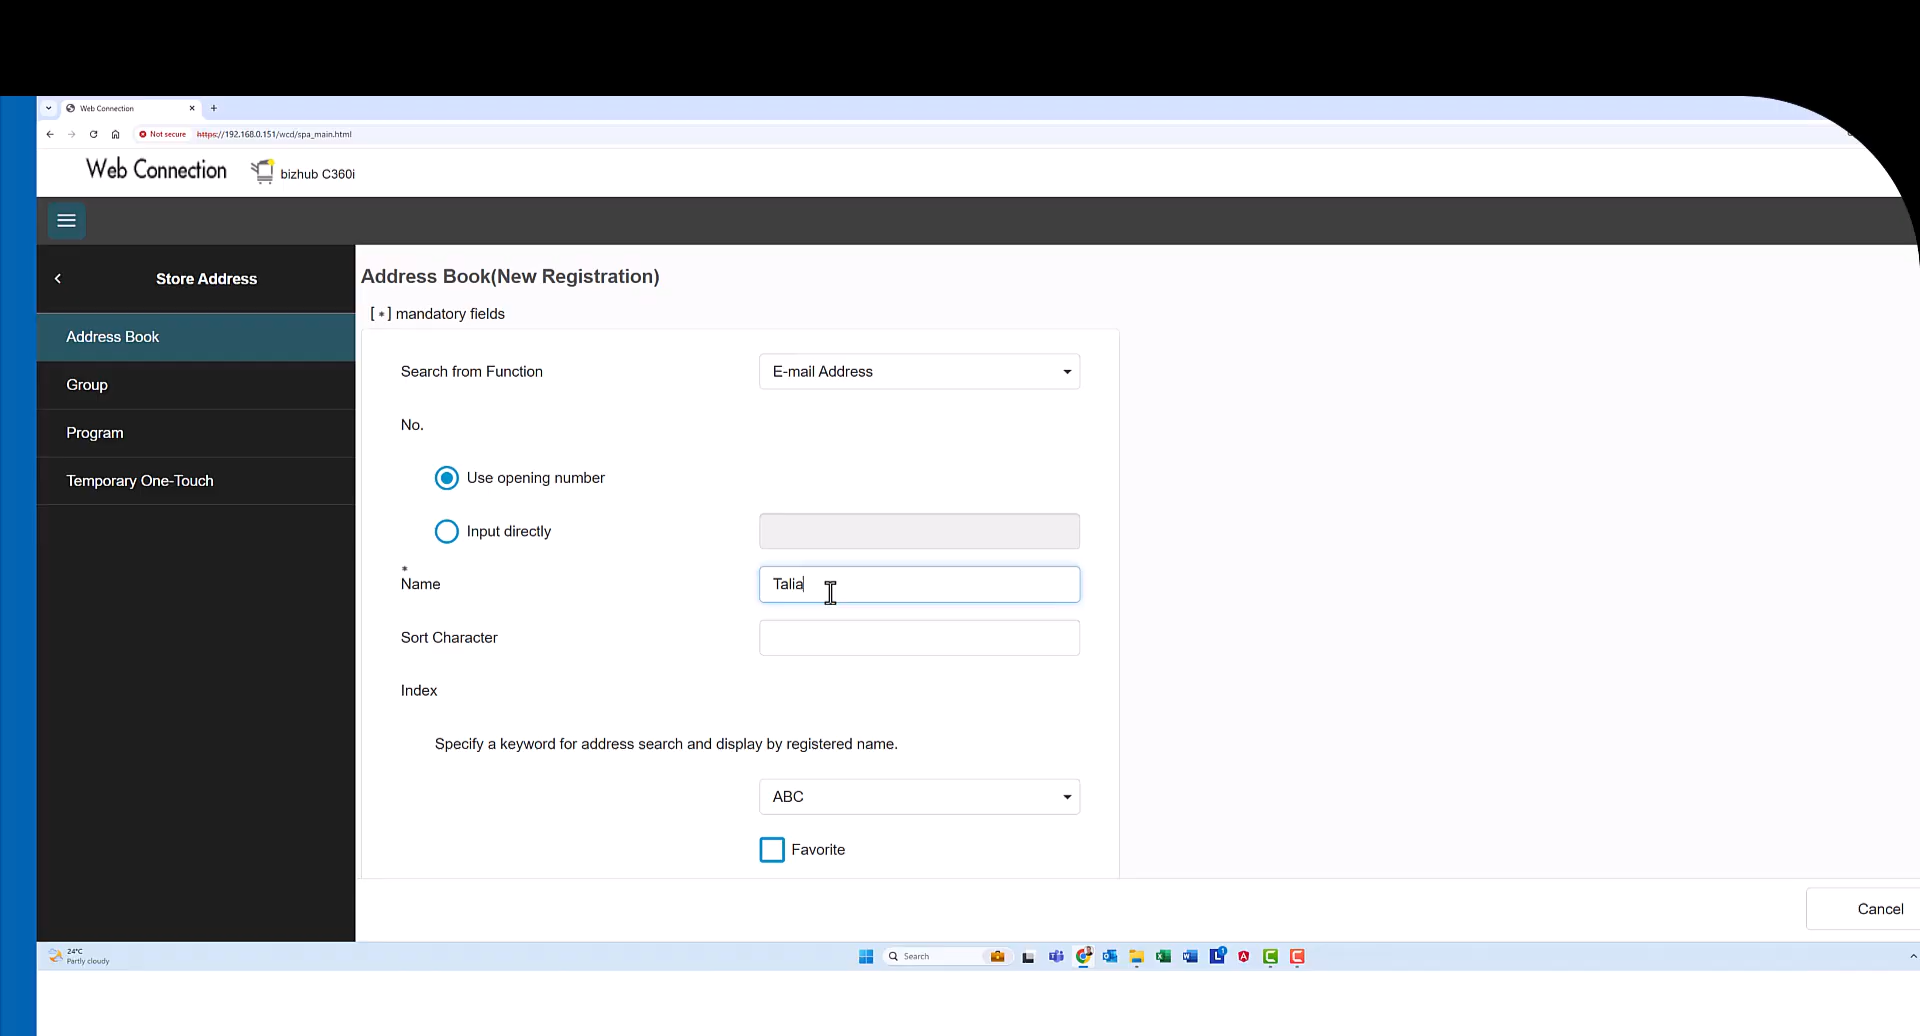 Web Connection
Not secure https://192.168.0.151/wcd/spa_main.html
Web Connection bizhub C360i
Store Address
Address Book
Group
Program
Temporary One-Touch
Address Book(New Registration)
[ * ] mandatory fields
Search from Function E-mail Address
No.
Use opening number
Input directly
*
Name Talia
Sort Character
Index
Specify a keyword for address search and display by registered name.
ABC
Favorite
Cancel
24°C
Partly cloudy
Search